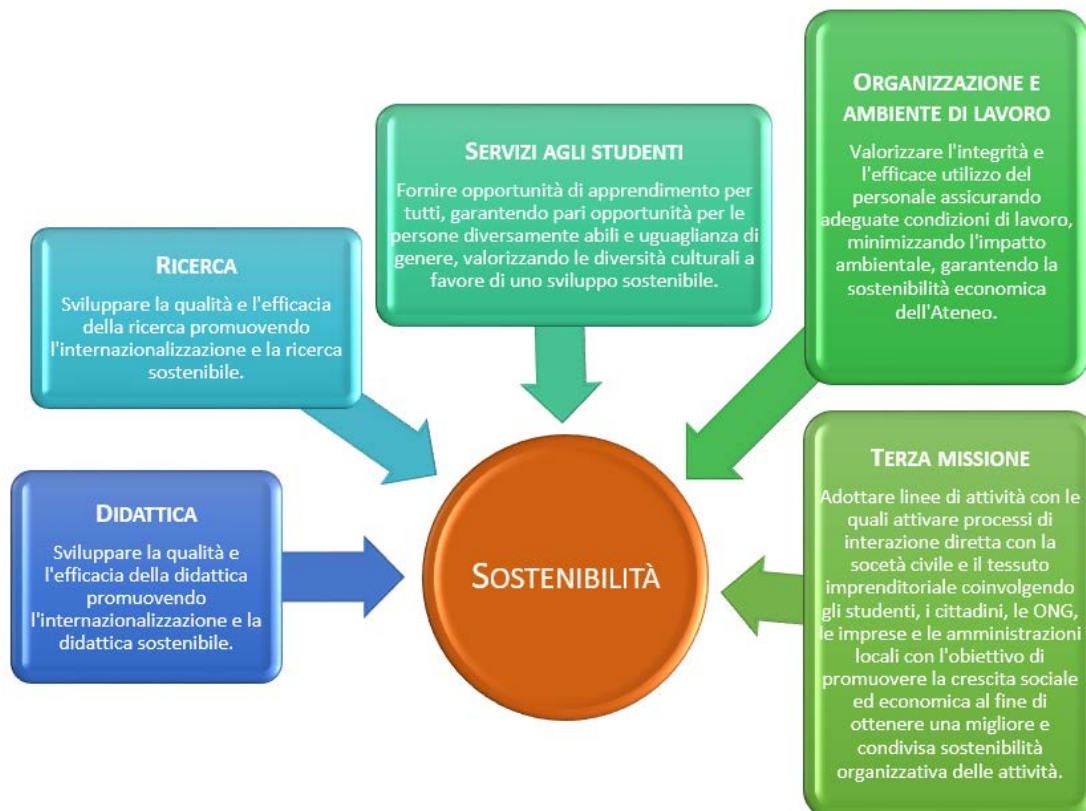 DIDATTICA
Sviluppare la qualità e
l'efficacia della didattica
promuovendo
l'internazionalizzazione e la
didattica sostenibile.
RICERCA
Sviluppare la qualità e l'efficacia
della ricerca promuovendo
l'internazionalizzazione e la ricerca
sostenibile.
SERVIZI AGLI STUDENTI
Fornire opportunità di apprendimento per
tutti, garantendo pari opportunità per le
persone diversamente abili e uguaglianza di
genere, valorizzando le diversità culturali a
favore di uno sviluppo sostenibile.
ORGANIZZAZIONE E
AMBIENTE DI LAVORO
Valorizzare l'integrità e
l'efficace utilizzo del
personale assicurando
adeguate condizioni di lavoro,
minimizzando l'impatto
ambientale, garantendo la
sostenibilità economica
dell'Ateneo.
TERZA MISSIONE
Adottare linee di attività con le
quali attivare processi di
interazione diretta con la
socetà civile e il tessuto
imprenditoriale coinvolgendo
gli studenti, i cittadini, le ONG,
le imprese e le amministrazioni
locali con l'obiettivo di
promuovere la crescita sociale
ed economica al fine di
ottenere una migliore e
condivisa sostenibilità
organizzativa delle attività.
SOSTENIBILITÀ